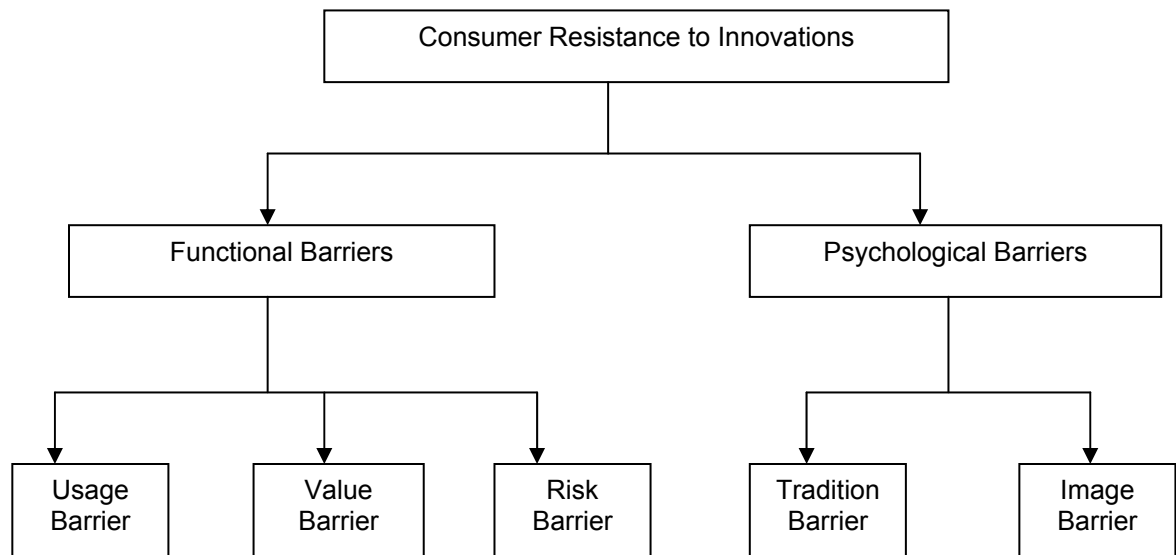 Consumer Resistance to Innovations
Functional Barriers
Psychological Barriers
Usage
Barrier
Value
Barrier
Risk
Barrier
Tradition
Barrier
Image
Barrier